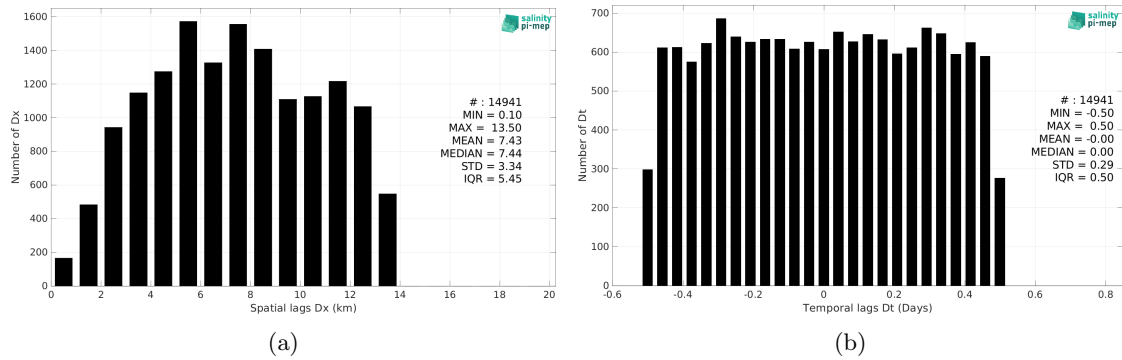 1600
1400
1200
1000
800
600
400
200
0
Number of Dx
salinity
pi-mep
# : 14941
MIN = 0.10
MAX = 13.50
MEAN = 7.43
MEDIAN = 7.44
STD = 3.34
IQR = 5.45
0 2 4 6 8 10 12 14 16 18 20
Spatial lags Dx (km)
(a)
700
600
500
400
300
200
100
0
Number of Dt
salinity
pi-mep
# : 14941
MIN = -0.50
MAX = 0.50
MEAN = -0.00
MEDIAN = 0.00
STD = 0.29
IQR = 0.50
-0.6 -0.4 -0.2 0 0.2 0.4 0.6 0.8
Temporal lags Dt (Days)
(b)